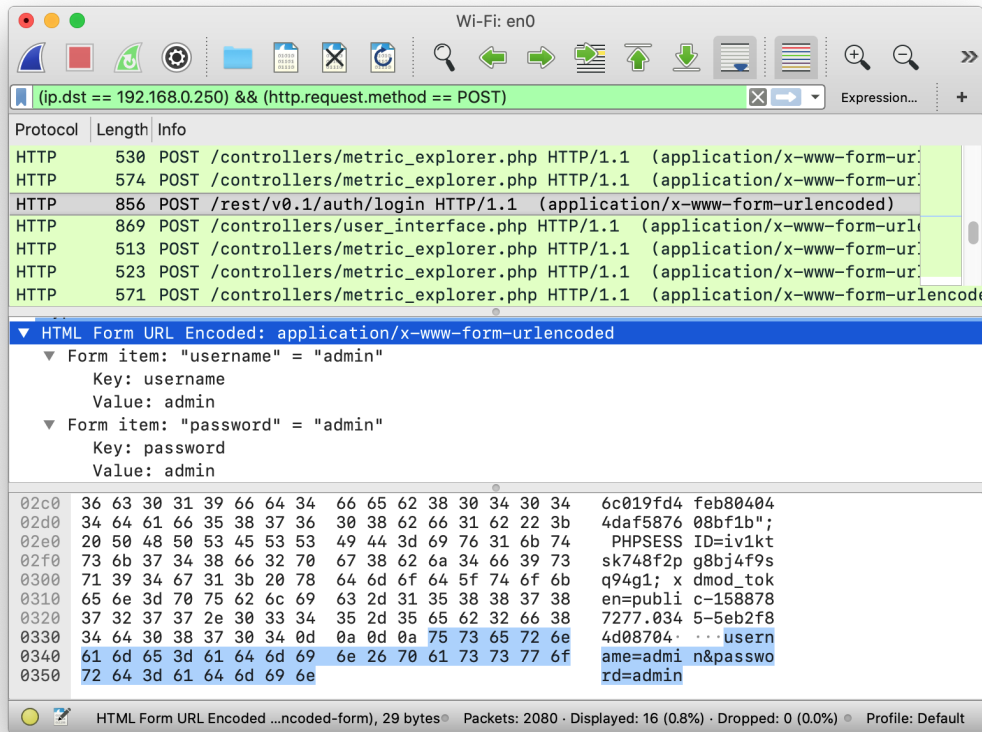 Wi-Fi: en0
(ip.dst == 192.168.0.250) && (http.request.method == POST)
Expression...
+
Protocol Length Info
HTTP 530 POST /controllers/metric_explorer.php HTTP/1.1 (application/x-www-form-url
HTTP 574 POST /controllers/metric_explorer.php HTTP/1.1 (application/x-www-form-url
HTTP 856 POST /rest/v0.1/auth/login HTTP/1.1 (application/x-www-form-urlencoded)
HTTP 869 POST /controllers/user_interface.php HTTP/1.1 (application/x-www-form-urle
HTTP 513 POST /controllers/metric_explorer.php HTTP/1.1 (application/x-www-form-url
HTTP 523 POST /controllers/metric_explorer.php HTTP/1.1 (application/x-www-form-url
HTTP 571 POST /controllers/metric_explorer.php HTTP/1.1 (application/x-www-form-urlencode
HTML Form URL Encoded: application/x-www-form-urlencoded
Form item: "username" = "admin"
Key: username
Value: admin
Form item: "password" = "admin"
Key: password
Value: admin
02c0 36 63 30 31 39 66 64 34 66 65 62 38 30 34 30 34 6c019fd4 feb80404
02d0 34 64 61 66 35 38 37 36 30 38 62 66 31 62 22 3b 4daf5876 08bf1b";
02e0 20 50 48 50 53 45 53 53 49 44 3d 69 76 31 6b 74 PHPSESS ID=iv1kt
02f0 73 6b 37 34 38 66 32 70 67 38 62 6a 34 66 39 73 sk748f2p g8bj4f9s
0300 71 39 34 67 31 3b 20 78 64 6d 6f 64 5f 74 6f 6b q94g1; x dmod_tok
0310 65 6e 3d 70 75 62 6c 69 63 2d 31 35 38 38 37 38 en=publi c-158878
0320 37 32 37 37 2e 30 33 34 35 2d 35 65 62 32 66 38 7277.034 5-5eb2f8
0330 34 64 30 38 37 30 34 0d 0a 0d 0a 75 73 65 72 6e 4d08704· ···usern
0340 61 6d 65 3d 61 64 6d 69 6e 26 70 61 73 73 77 6f ame=admi n&passwo
0350 72 64 3d 61 64 6d 69 6e rd=admin
HTML Form URL Encoded ...ncoded-form), 29 bytes Packets: 2080 · Displayed: 16 (0.8%) · Dropped: 0 (0.0%) Profile: Default